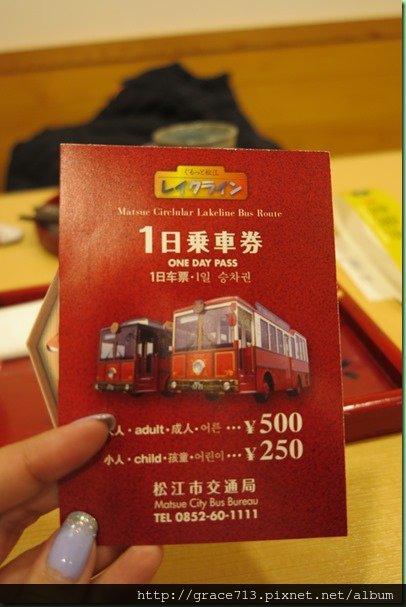 ぐるっと松江
レイクライン
Matsue Circlular Lakeline Bus Route
1日乗車券
ONE DAY PASS
1日车票・1일 승차권
人・adult・成人・어른 … ¥500
小人・child・孩童・어린이 … ¥250
松江市交通局
Matsue City Bus Bureau
TEL 0852-60-1111
http://grace713.pixnet.net/album